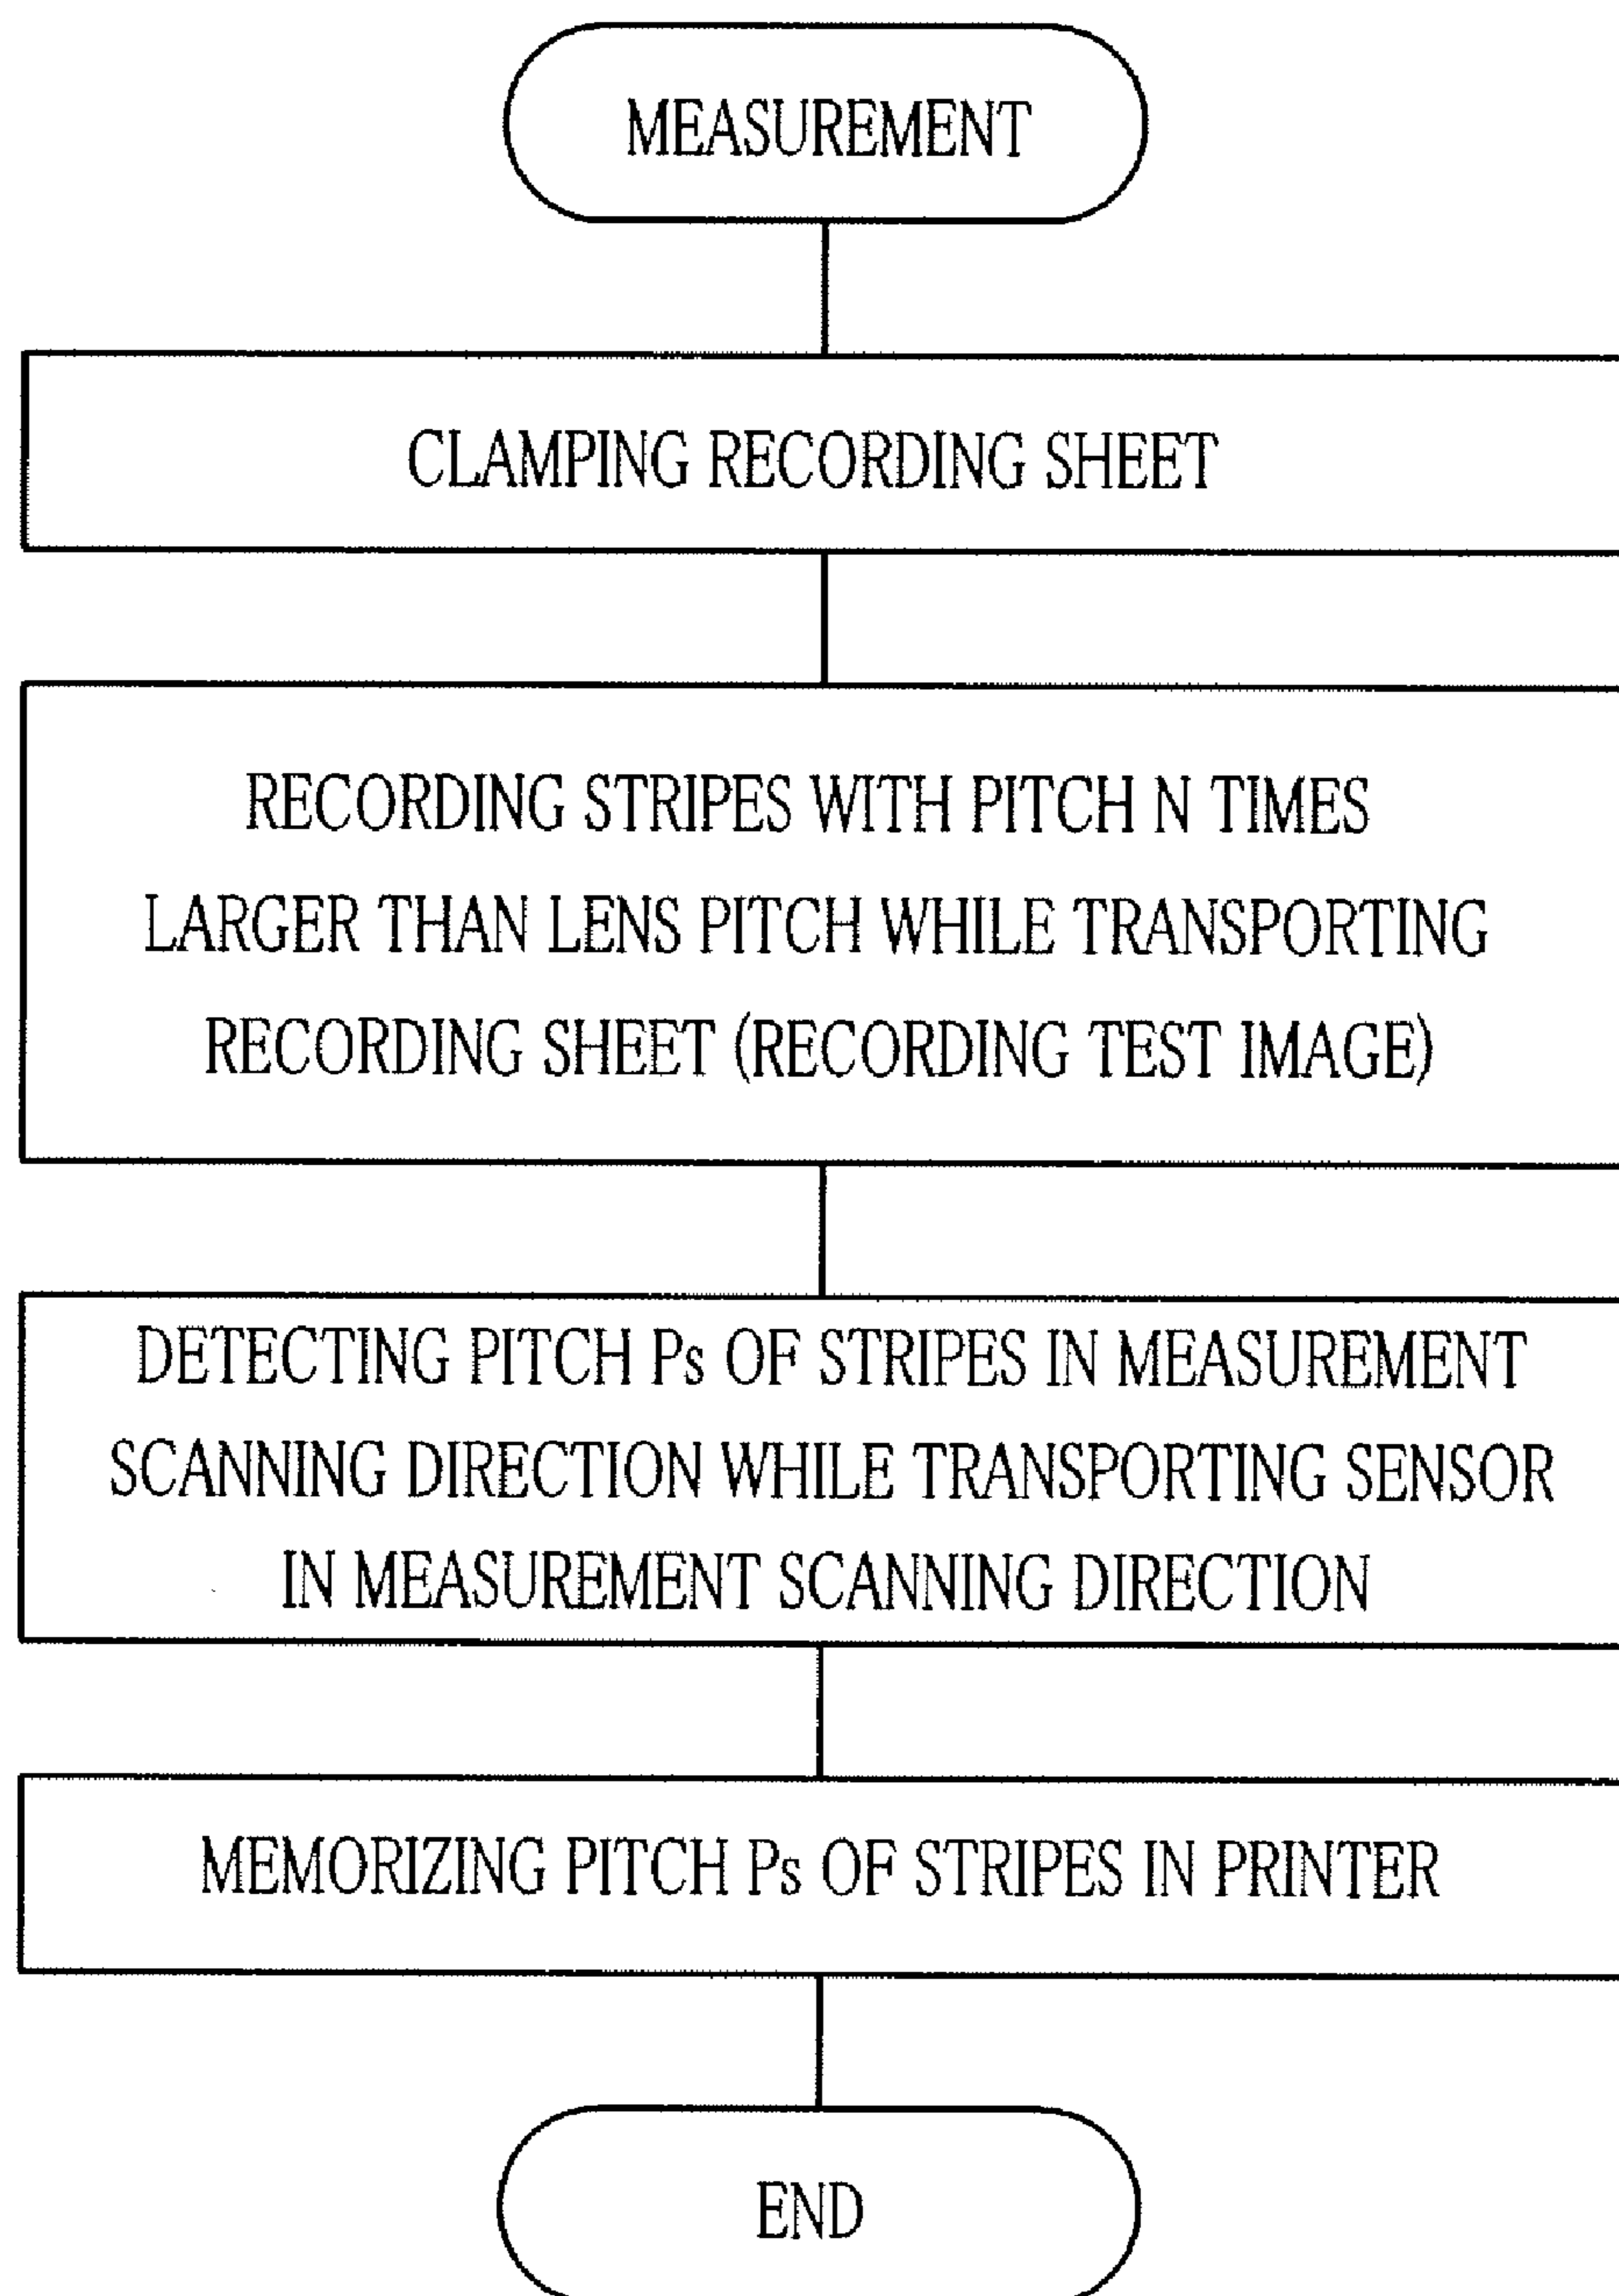 MEASUREMENT
CLAMPING RECORDING SHEET
RECORDING STRIPES WITH PITCH N TIMES
LARGER THAN LENS PITCH WHILE TRANSPORTING
RECORDING SHEET (RECORDING TEST IMAGE)
DETECTING PITCH Ps OF STRIPES IN MEASUREMENT
SCANNING DIRECTION WHILE TRANSPORTING SENSOR
IN MEASUREMENT SCANNING DIRECTION
MEMORIZING PITCH Ps OF STRIPES IN PRINTER
END